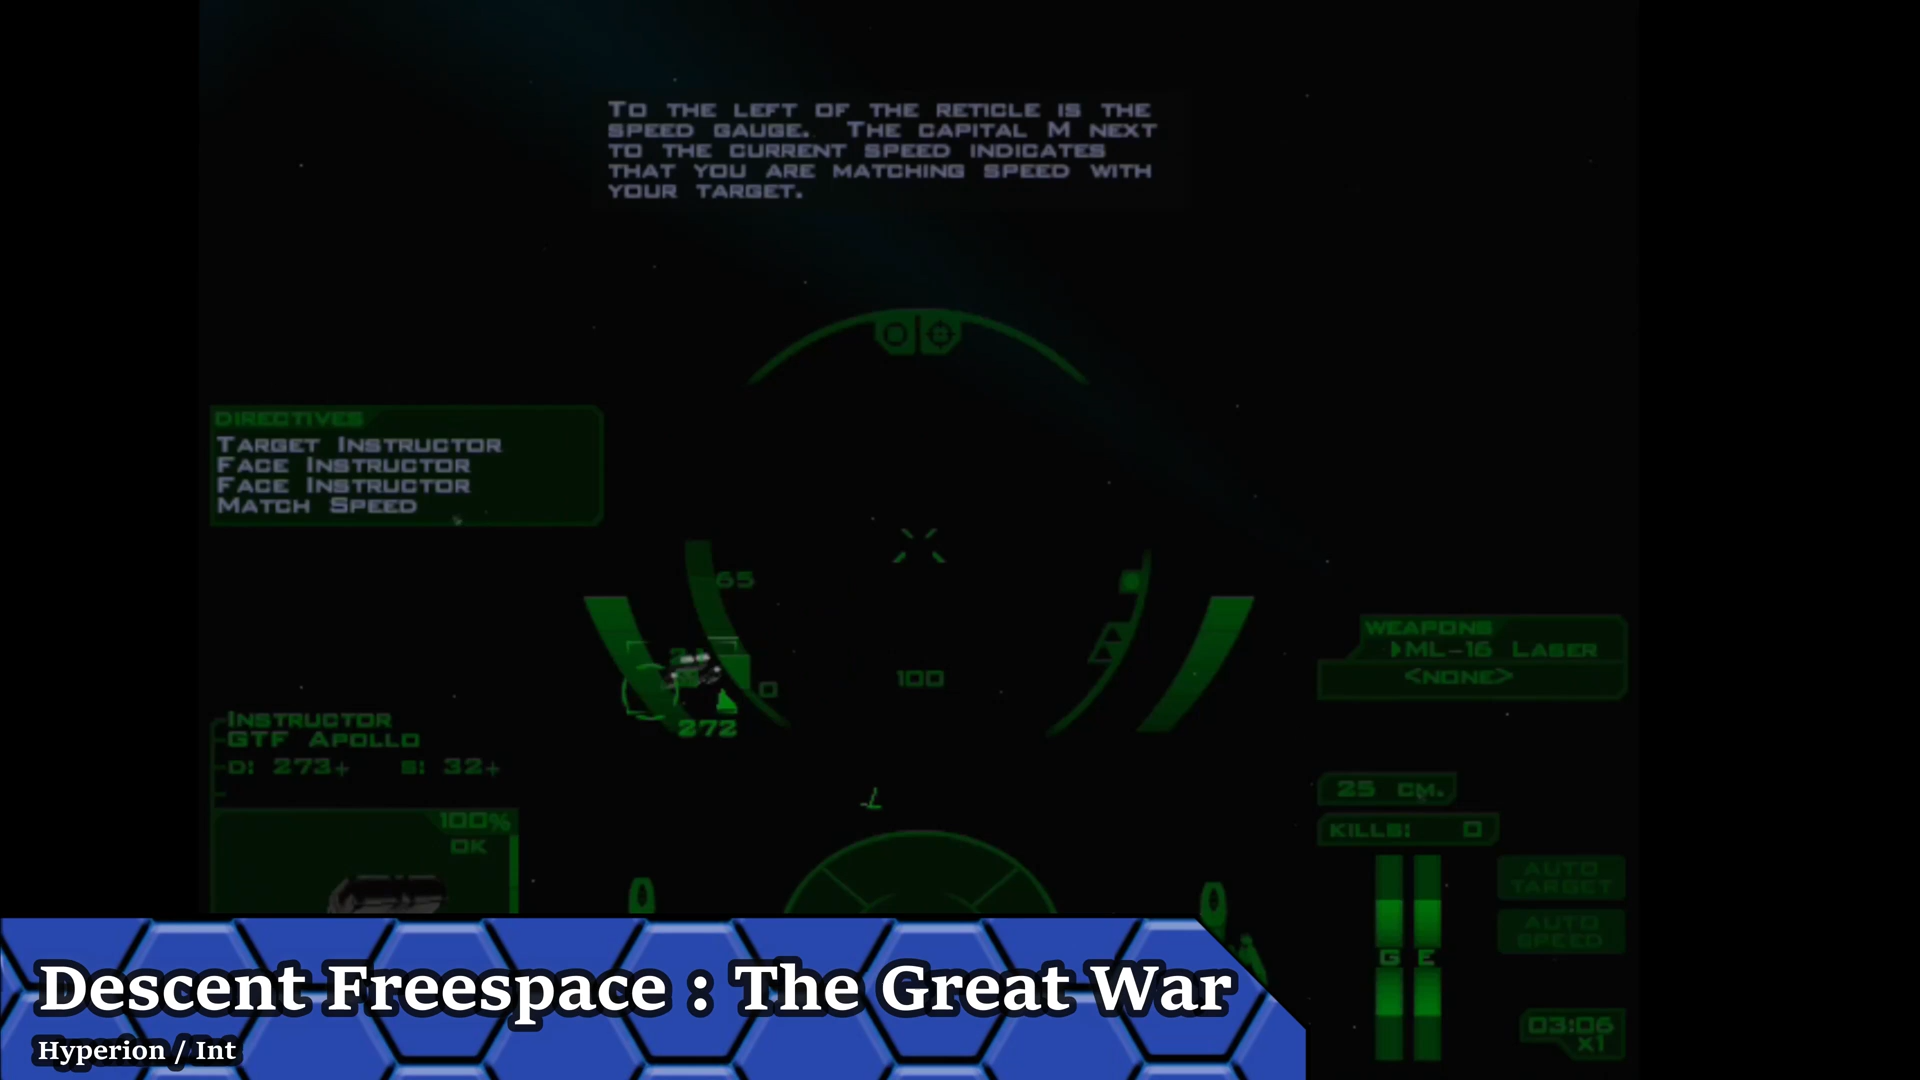 To the left of the reticle is the
speed gauge.  The capital M next
to the current speed indicates
that you are matching speed with
your target.
Directives
Target Instructor
Face Instructor
Face Instructor
Match Speed
65
0
100
272
Weapons
ML-16 Laser
<none>
Instructor
GTF Apollo
D: 273+ S: 32+
100%
OK
25 cm.
Kills: 0
Auto
Target
Auto
Speed
G E
03:06
x1
Descent Freespace : The Great War
Hyperion / Int